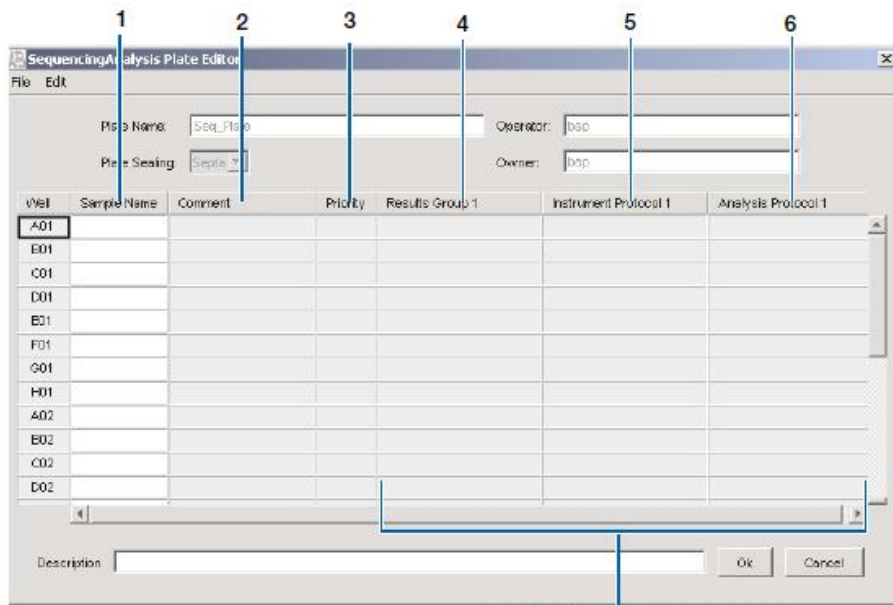 1 2 3 4 5 6
SequencingAnalysis Plate Editor
File Edit
Plate Name: Seq_Plate Operator: bap
Plate Sealing: Septa Owner: bap
Well Sample Name Comment Priority Results Group 1 Instrument Protocol 1 Analysis Protocol 1
A01
B01
C01
D01
E01
F01
G01
H01
A02
B02
C02
D02
Description Ok Cancel